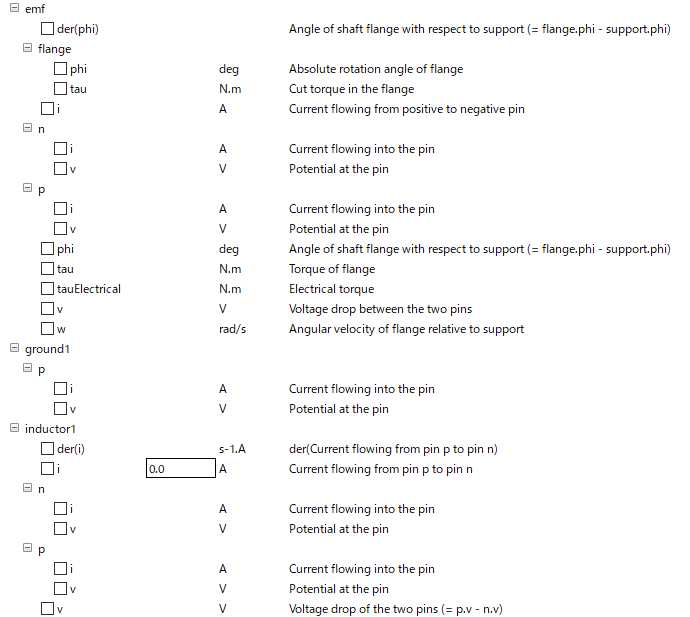 emf
der(phi) Angle of shaft flange with respect to support (= flange.phi - support.phi)
flange
phi deg Absolute rotation angle of flange
tau N.m Cut torque in the flange
i A Current flowing from positive to negative pin
n
i A Current flowing into the pin
v V Potential at the pin
p
i A Current flowing into the pin
v V Potential at the pin
phi deg Angle of shaft flange with respect to support (= flange.phi - support.phi)
tau N.m Torque of flange
tauElectrical N.m Electrical torque
v V Voltage drop between the two pins
w rad/s Angular velocity of flange relative to support
ground1
p
i A Current flowing into the pin
v V Potential at the pin
inductor1
der(i) s-1.A der(Current flowing from pin p to pin n)
i 0.0 A Current flowing from pin p to pin n
n
i A Current flowing into the pin
v V Potential at the pin
p
i A Current flowing into the pin
v V Potential at the pin
v V Voltage drop of the two pins (= p.v - n.v)